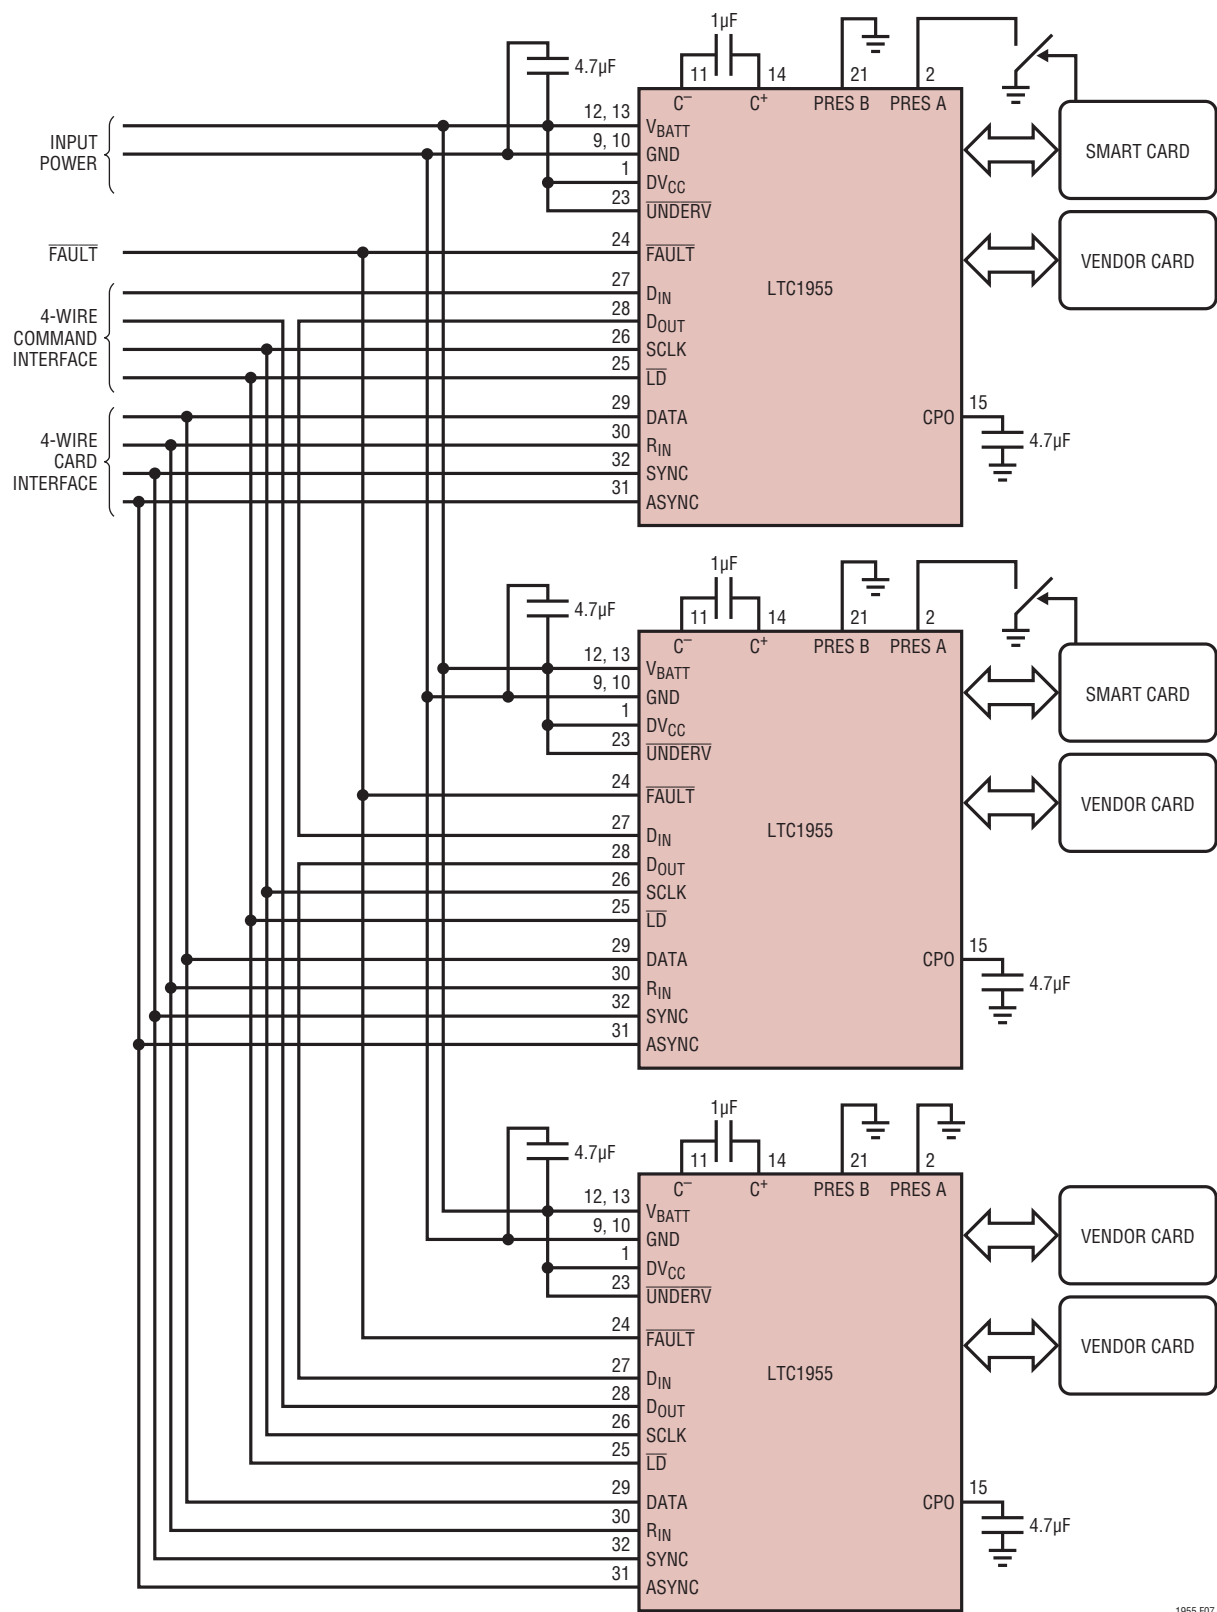 1µF
4.7µF
11
14
21
2
C–
C+
PRES B
PRES A
INPUT
POWER
12, 13
VBATT
9, 10
GND
1
DVCC
23
UNDERV
SMART CARD
FAULT
24
FAULT
VENDOR CARD
4-WIRE
COMMAND
INTERFACE
27
DIN
LTC1955
28
DOUT
26
SCLK
25
LD
4-WIRE
CARD
INTERFACE
29
DATA
CPO
15
4.7µF
30
RIN
32
SYNC
31
ASYNC
1µF
4.7µF
11
14
21
2
C–
C+
PRES B
PRES A
12, 13
VBATT
9, 10
GND
1
DVCC
23
UNDERV
SMART CARD
24
FAULT
VENDOR CARD
27
DIN
LTC1955
28
DOUT
26
SCLK
25
LD
29
DATA
CPO
15
4.7µF
30
RIN
32
SYNC
31
ASYNC
1µF
4.7µF
11
14
21
2
C–
C+
PRES B
PRES A
12, 13
VBATT
9, 10
GND
1
DVCC
23
UNDERV
VENDOR CARD
24
FAULT
VENDOR CARD
27
DIN
LTC1955
28
DOUT
26
SCLK
25
LD
29
DATA
CPO
15
4.7µF
30
RIN
32
SYNC
31
ASYNC
1955 F07